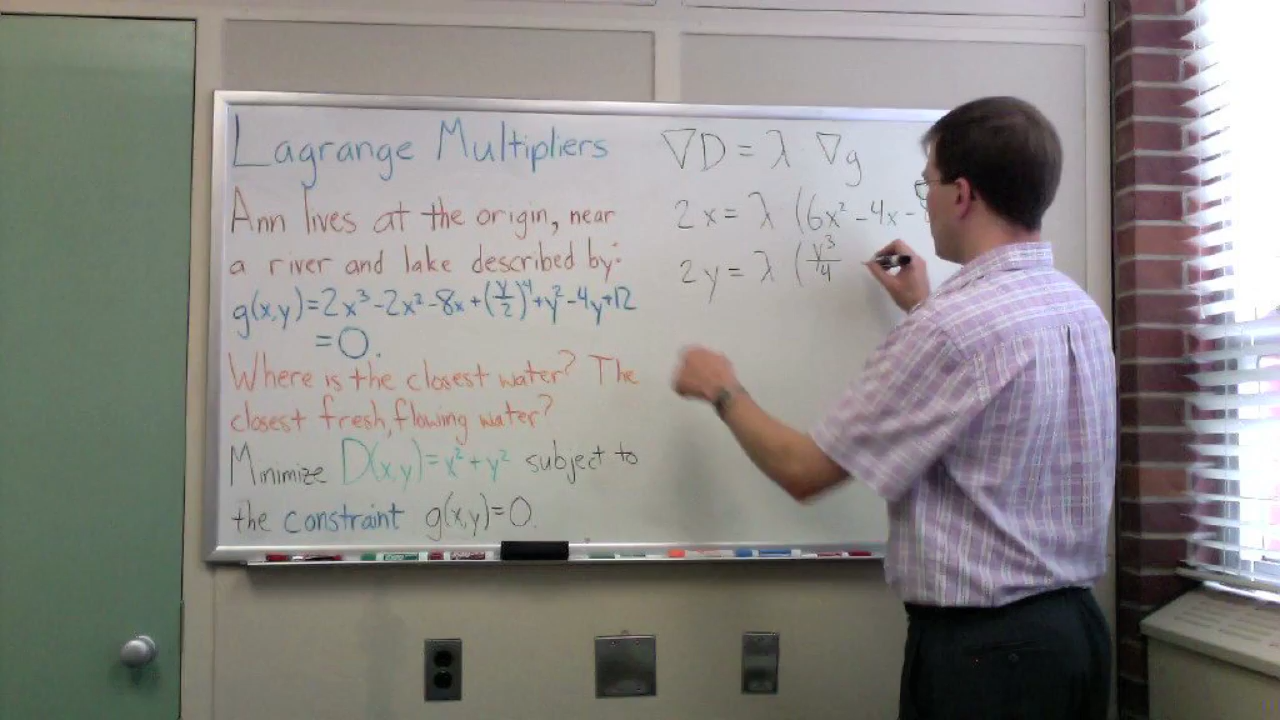 Lagrange Multipliers
Ann lives at the origin, near
a river and lake described by:
g(x,y)=2x³-2x²-8x+(y/2)⁴+y²-4y+12
=0.
Where is the closest water? The
closest fresh, flowing water?
Minimize D(x,y)=x²+y² subject to
the constraint g(x,y)=0.
∇D = λ ∇g
2x = λ (6x² - 4x - 8
2y = λ (y³/4